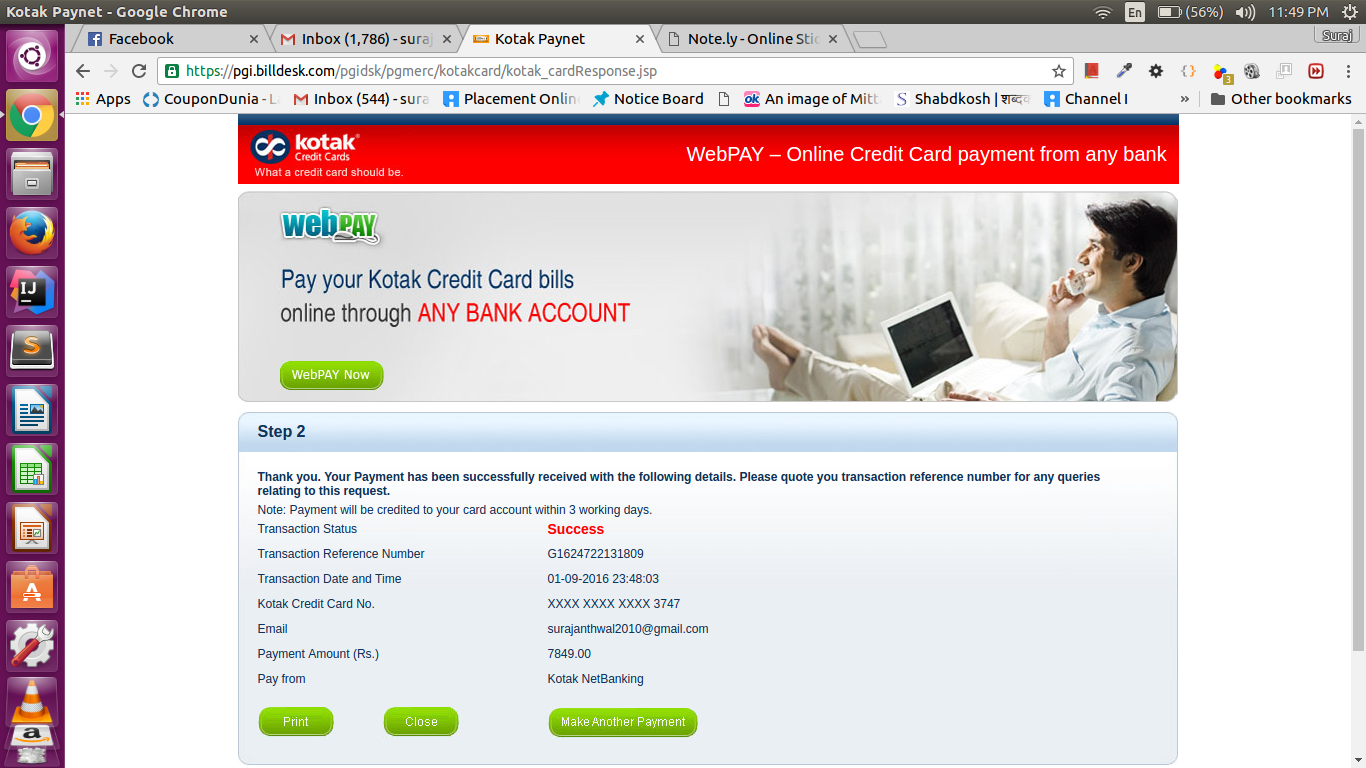 Kotak Paynet - Google Chrome
En (56%) 11:49 PM
Facebook
Inbox (1,786) - suraj
Kotak Paynet
Note.ly - Online Stic
Suraj
https://pgi.billdesk.com/pgidsk/pgmerc/kotakcard/kotak_cardResponse.jsp
3
Apps
CouponDunia - L
Inbox (544) - sura
Placement Onlin
Notice Board
ok An image of Mitt
S Shabdkosh | शब्दक
Channel I
»
Other bookmarks
kotak®
Credit Cards
What a credit card should be.
WebPAY – Online Credit Card payment from any bank
webPAY
Pay your Kotak Credit Card bills
online through ANY BANK ACCOUNT
WebPAY Now
Step 2
Thank you. Your Payment has been successfully received with the following details. Please quote you transaction reference number for any queries
relating to this request.
Note: Payment will be credited to your card account within 3 working days.
Transaction Status Success
Transaction Reference Number G1624722131809
Transaction Date and Time 01-09-2016 23:48:03
Kotak Credit Card No. XXXX XXXX XXXX 3747
Email surajanthwal2010@gmail.com
Payment Amount (Rs.) 7849.00
Pay from Kotak NetBanking
Print Close Make Another Payment
IJ
S
A
a